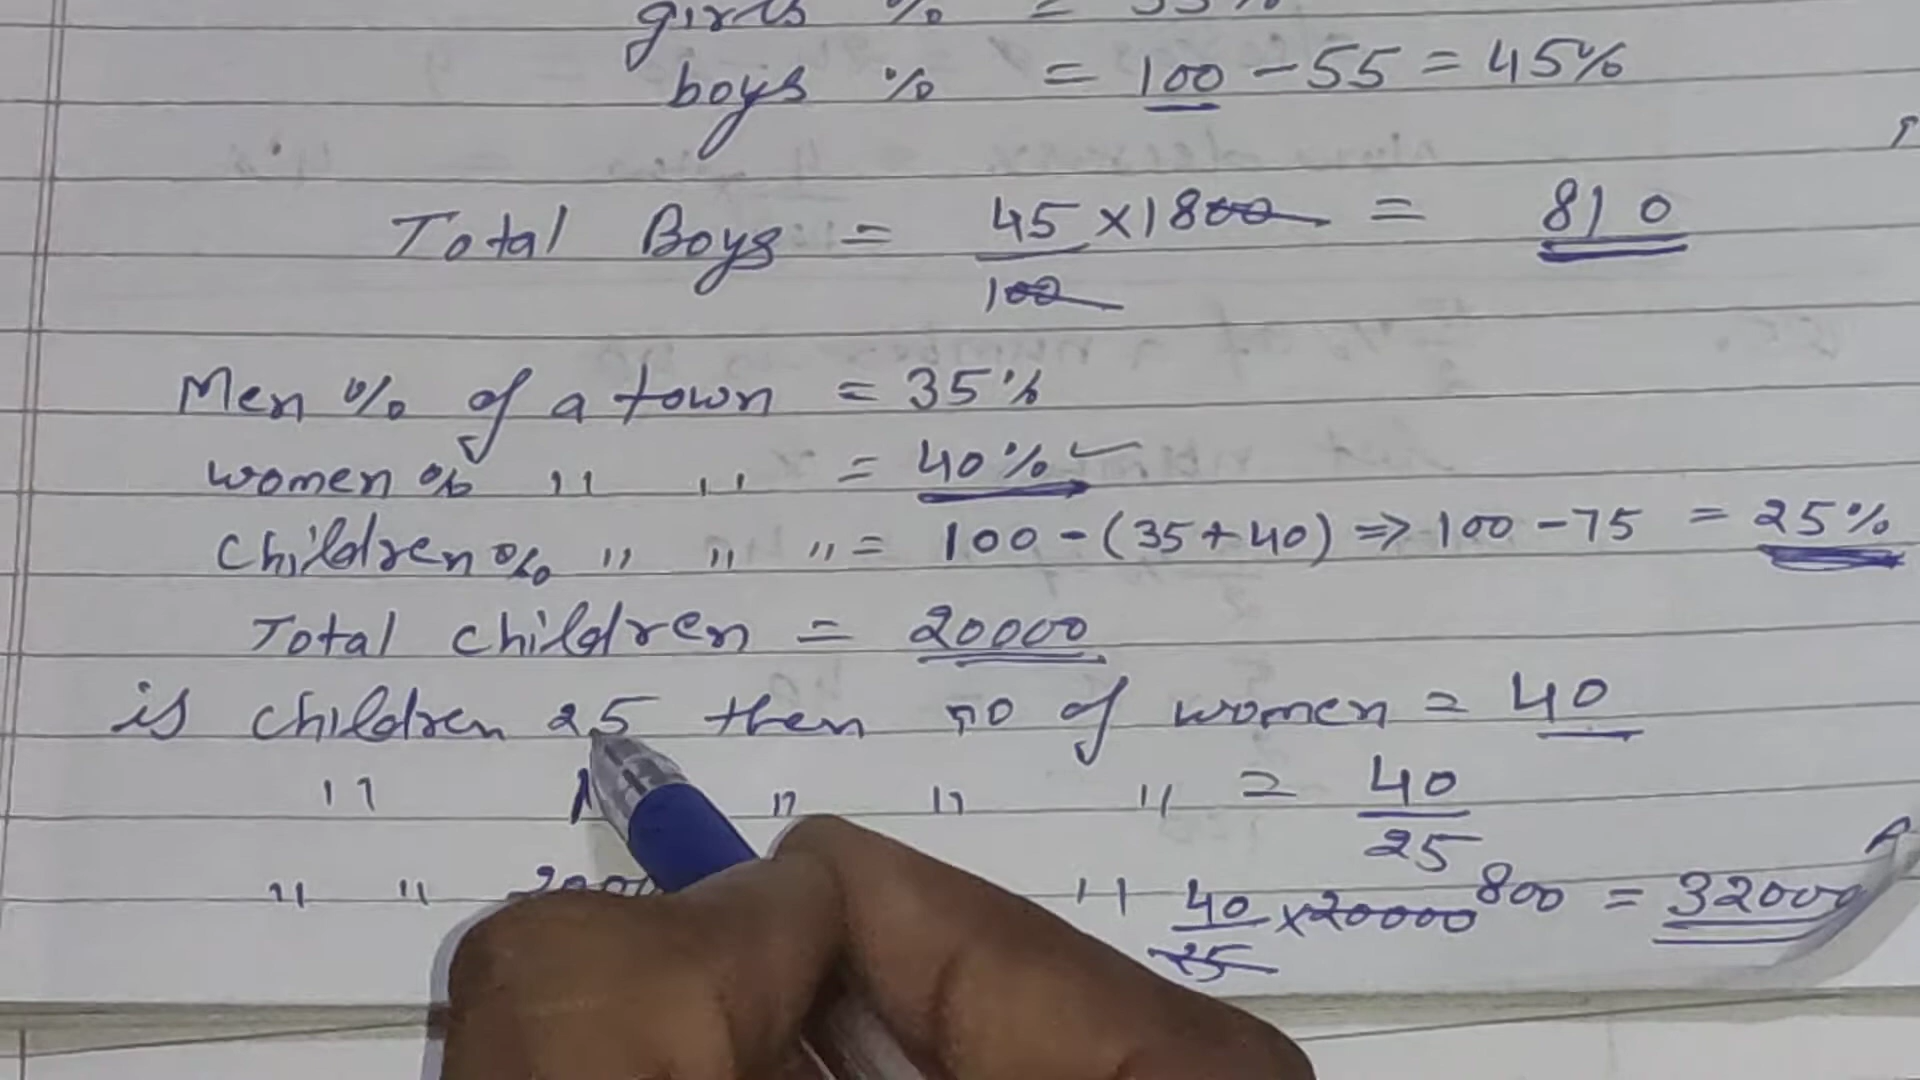 girls % =
boys % = 100 - 55 = 45%
Total Boys = 45 × 1800 / 100 = 810
Men % of a town = 35%
women % " " = 40% ✓
children % " " " = 100 - (35 + 40) ⇒ 100 - 75 = 25%
Total children = 20000
is children 25 then no of women = 40
" 1 " " " = 40 / 25
" " " 40 / 25 × 20000 800 = 32000